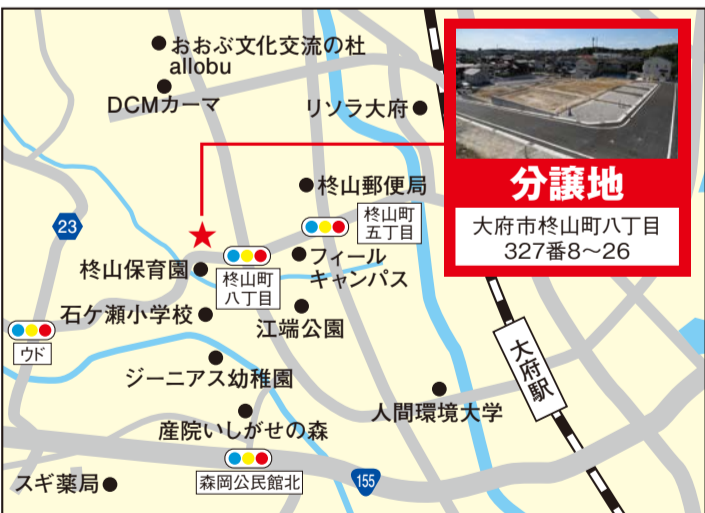 おおぶ文化交流の杜
allobu
DCMカーマ
リソラ大府
柊山郵便局
柊山町
五丁目
23
柊山保育園
柊山町
八丁目
フィール
キャンパス
石ケ瀬小学校
江端公園
ウド
ジーニアス幼稚園
人間環境大学
産院いしがせの森
森岡公民館北
スギ薬局
155
大府駅
分譲地
大府市柊山町八丁目
327番8〜26